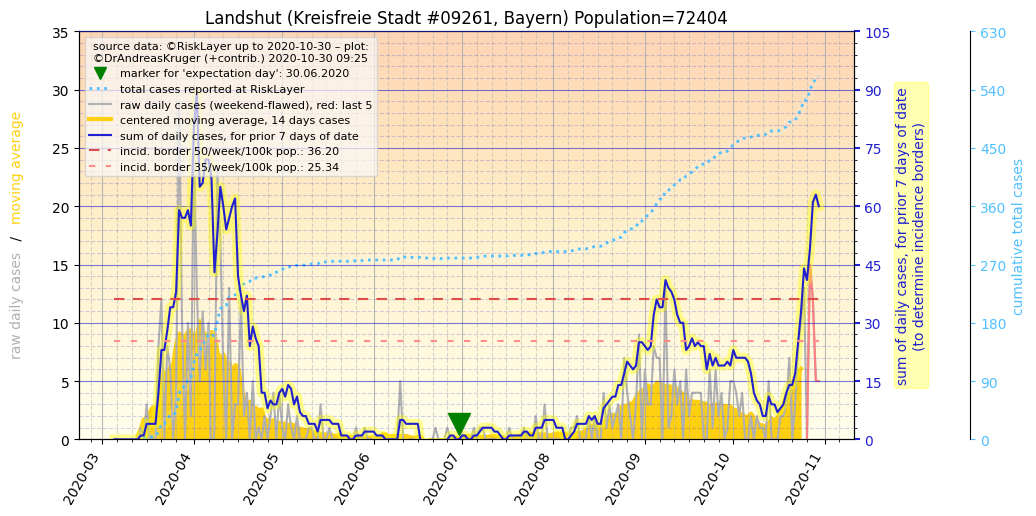 Landshut (Kreisfreie Stadt #09261, Bayern) Population=72404
source data: ©RiskLayer up to 2020-10-30 – plot:
©DrAndreasKruger (+contrib.) 2020-10-30 09:25
marker for 'expectation day': 30.06.2020
total cases reported at RiskLayer
raw daily cases (weekend-flawed), red: last 5
centered moving average, 14 days cases
sum of daily cases, for prior 7 days of date
incid. border 50/week/100k pop.: 36.20
incid. border 35/week/100k pop.: 25.34
raw daily cases / moving average
35
30
25
20
15
10
5
0
2020-03
2020-04
2020-05
2020-06
2020-07
2020-08
2020-09
2020-10
2020-11
105
90
75
60
45
30
15
0
sum of daily cases, for prior 7 days of date
(to determine incidence borders)
630
540
450
360
270
180
90
0
cumulative total cases